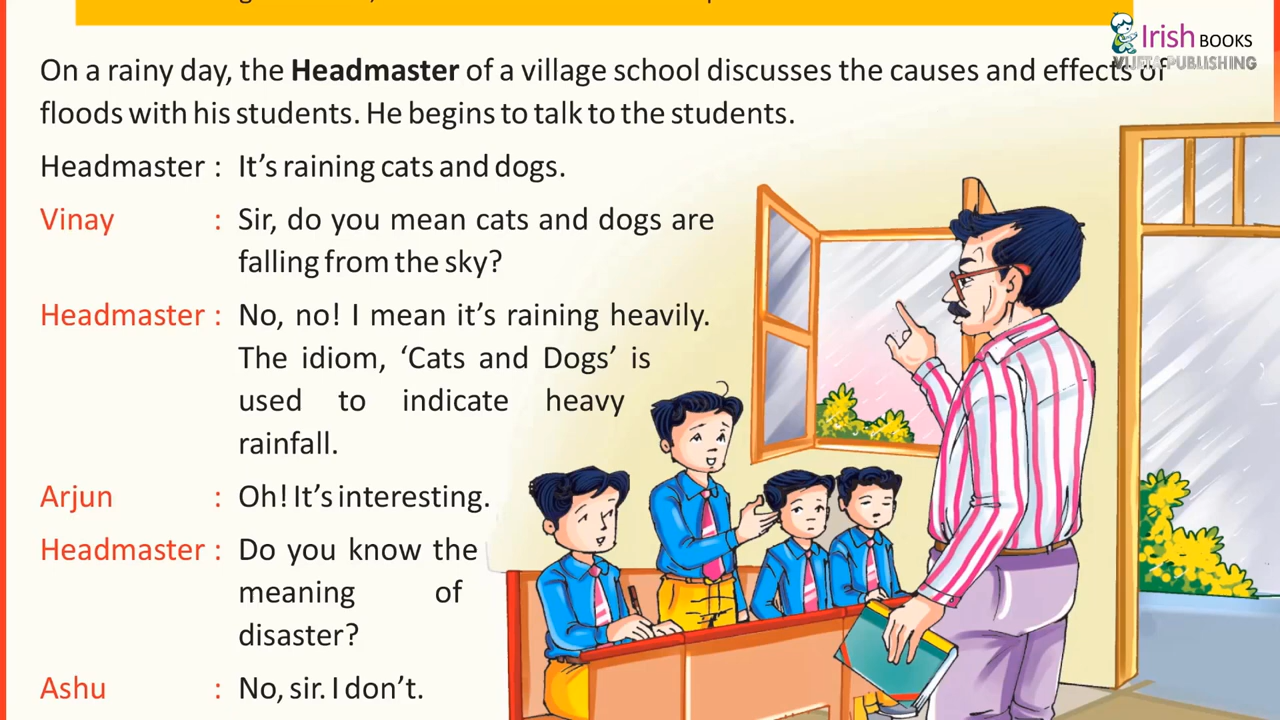 Irish BOOKS
VIJETA PUBLISHING
On a rainy day, the Headmaster of a village school discusses the causes and effects of
floods with his students. He begins to talk to the students.
Headmaster : It’s raining cats and dogs.
Vinay : Sir, do you mean cats and dogs are
falling from the sky?
Headmaster : No, no! I mean it’s raining heavily.
The idiom, ‘Cats and Dogs’ is
used to indicate heavy
rainfall.
Arjun : Oh! It’s interesting.
Headmaster : Do you know the
meaning of
disaster?
Ashu : No, sir. I don’t.